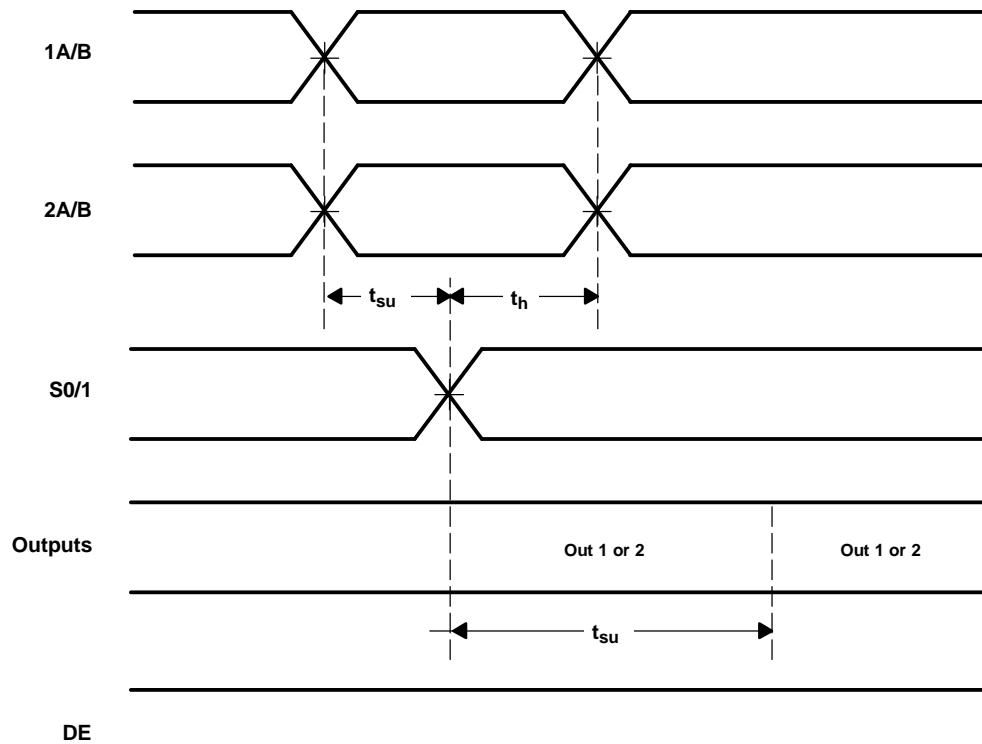 1A/B
2A/B
tsu
th
S0/1
Outputs
Out 1 or 2
Out 1 or 2
tsu
DE